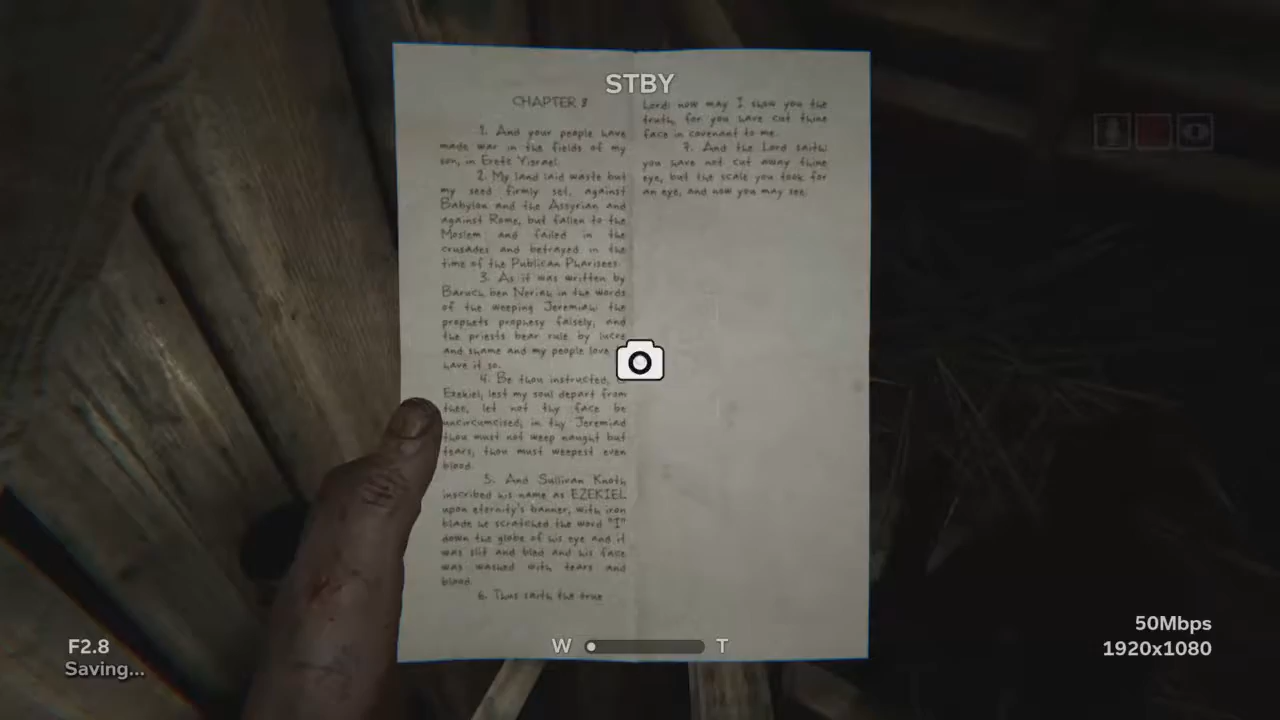 STBY
CHAPTER 8
1. And your people have
made war in the fields of my
son, in Eretz Yisrael.
2. My land laid waste but
my seed firmly set, against
Babylon and the Assyrian and
against Rome, but fallen to the
Moslem and failed in the
crusades and betrayed in the
time of the Publican Pharisees.
3. As it was written by
Baruch ben Neriah in the words
of the weeping Jeremiah the
prophets prophesy falsely, and
the priests bear rule by lucre
and shame and my people love
have it so.
4. Be thou instructed,
Ezekiel, lest my soul depart from
thee, let not thy face be
uncircumcised; in thy Jeremiad
thou must not weep naught but
tears, thou must weepest even
blood.
5. And Sullivan Knoth
inscribed his name as EZEKIEL
upon eternity's banner, with iron
blade he scratched the word "I"
down the globe of his eye and it
was slit and bled and his face
was washed with tears and
blood.
6. Thus saith the true
Lord: now may I show you the
truth, for you have cut thine
face in covenant to me.
7. And the Lord saith:
you have not cut away thine
eye, but the scale you took for
an eye, and now you may see.
F2.8
Saving...
W T
50Mbps
1920x1080